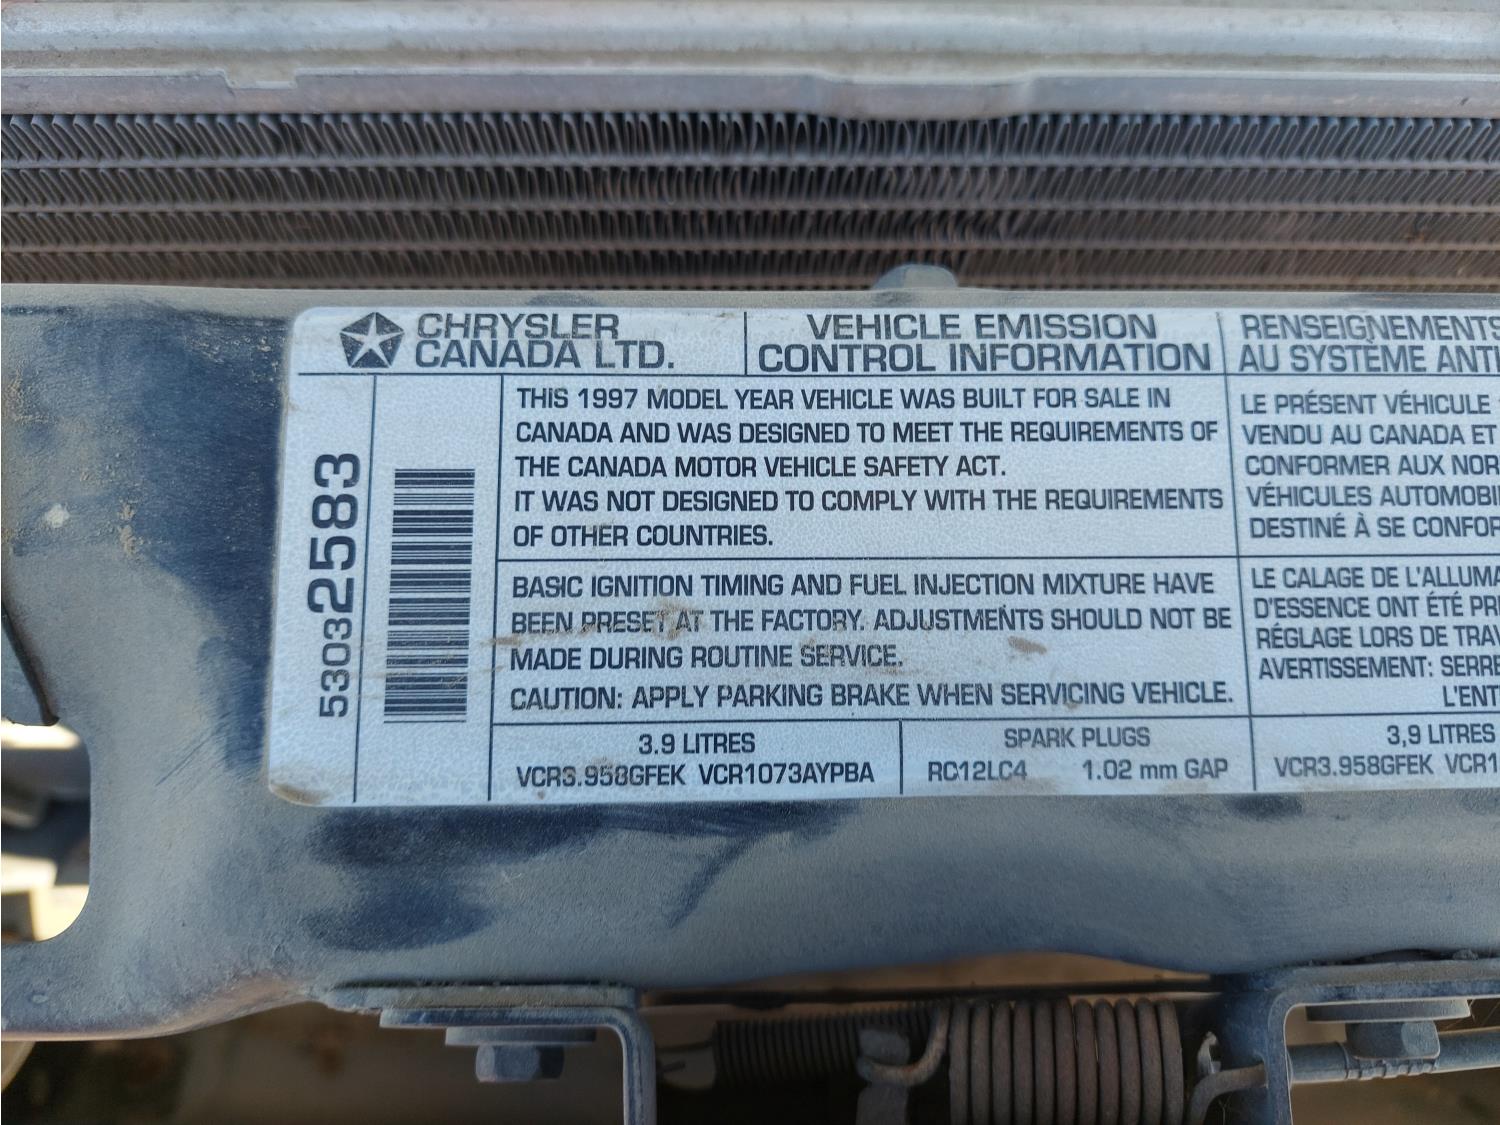 CHRYSLER
CANADA LTD.
VEHICLE EMISSION
CONTROL INFORMATION
RENSEIGNEMENTS
AU SYSTÈME ANTI
53032583
THIS 1997 MODEL YEAR VEHICLE WAS BUILT FOR SALE IN
CANADA AND WAS DESIGNED TO MEET THE REQUIREMENTS OF
THE CANADA MOTOR VEHICLE SAFETY ACT.
IT WAS NOT DESIGNED TO COMPLY WITH THE REQUIREMENTS
OF OTHER COUNTRIES.
LE PRÉSENT VÉHICULE
VENDU AU CANADA ET
CONFORMER AUX NOR
VÉHICULES AUTOMOBI
DESTINÉ À SE CONFOR
BASIC IGNITION TIMING AND FUEL INJECTION MIXTURE HAVE
BEEN PRESET AT THE FACTORY. ADJUSTMENTS SHOULD NOT BE
MADE DURING ROUTINE SERVICE.
CAUTION: APPLY PARKING BRAKE WHEN SERVICING VEHICLE.
LE CALAGE DE L'ALLUMA
D'ESSENCE ONT ÉTÉ PR
RÉGLAGE LORS DE TRAV
AVERTISSEMENT: SERRE
L'ENT
3.9 LITRES
VCR3.958GFEK VCR1073AYPBA
SPARK PLUGS
RC12LC4 1.02 mm GAP
3,9 LITRES
VCR3.958GFEK VCR1